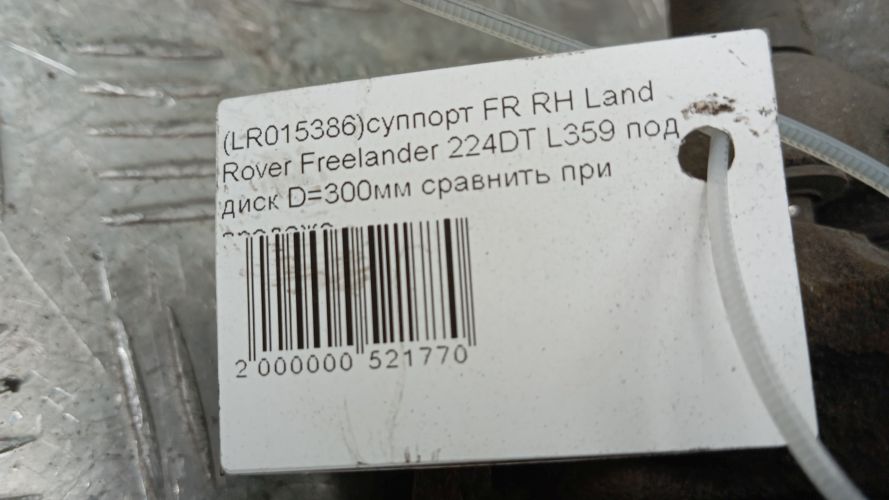 (LR015386)суппорт FR RH Land
Rover Freelander 224DT L359 под
диск D=300мм сравнить при
2 000000 521770